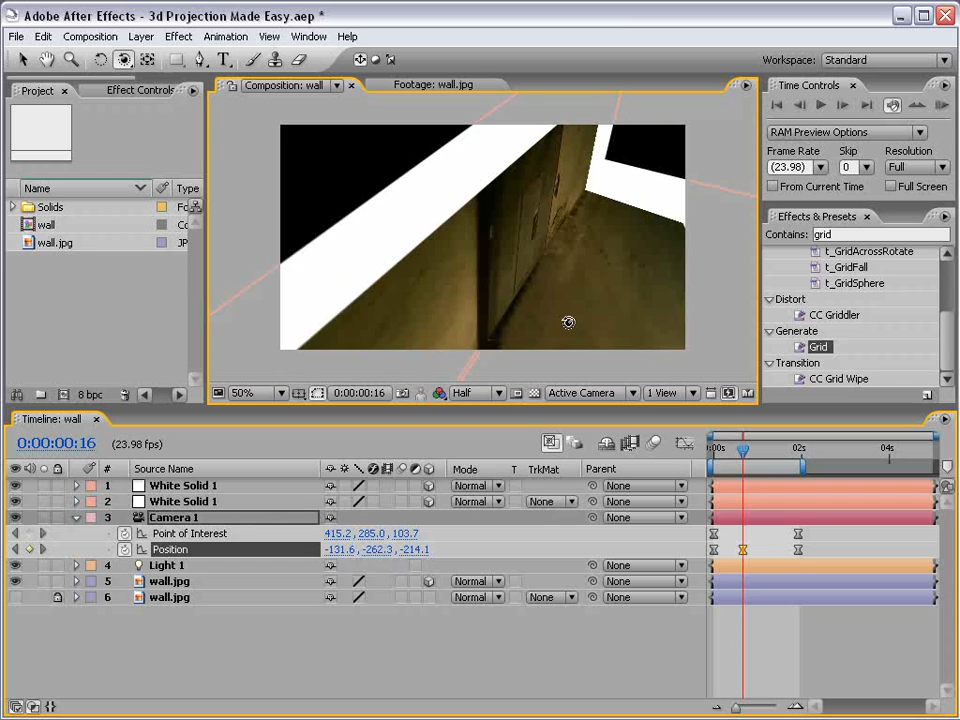 Adobe After Effects - 3d Projection Made Easy.aep *
File Edit Composition Layer Effect Animation View Window Help
Workspace: Standard
Project Effect Controls
Composition: wall
Footage: wall.jpg
Time Controls
RAM Preview Options
Frame Rate Skip Resolution
(23.98) 0 Full
From Current Time Full Screen
Effects & Presets
Contains: grid
t_GridAcrossRotate
t_GridFall
t_GridSphere
Distort
CC Griddler
Generate
Grid
Transition
CC Grid Wipe
Name Type
Solids Fc
wall Cc
wall.jpg JP
8 bpc
50% 0:00:00:16 Half Active Camera 1 View
Timeline: wall
0:00:00:16 (23.98 fps)
:00s 02s 04s
# Source Name Mode T TrkMat Parent
1 White Solid 1 Normal None
2 White Solid 1 Normal None None
3 Camera 1 None
Point of Interest 415.2, 285.0, 103.7
Position -131.6, -262.3, -214.1
4 Light 1 None
5 wall.jpg Normal None
6 wall.jpg Normal None None